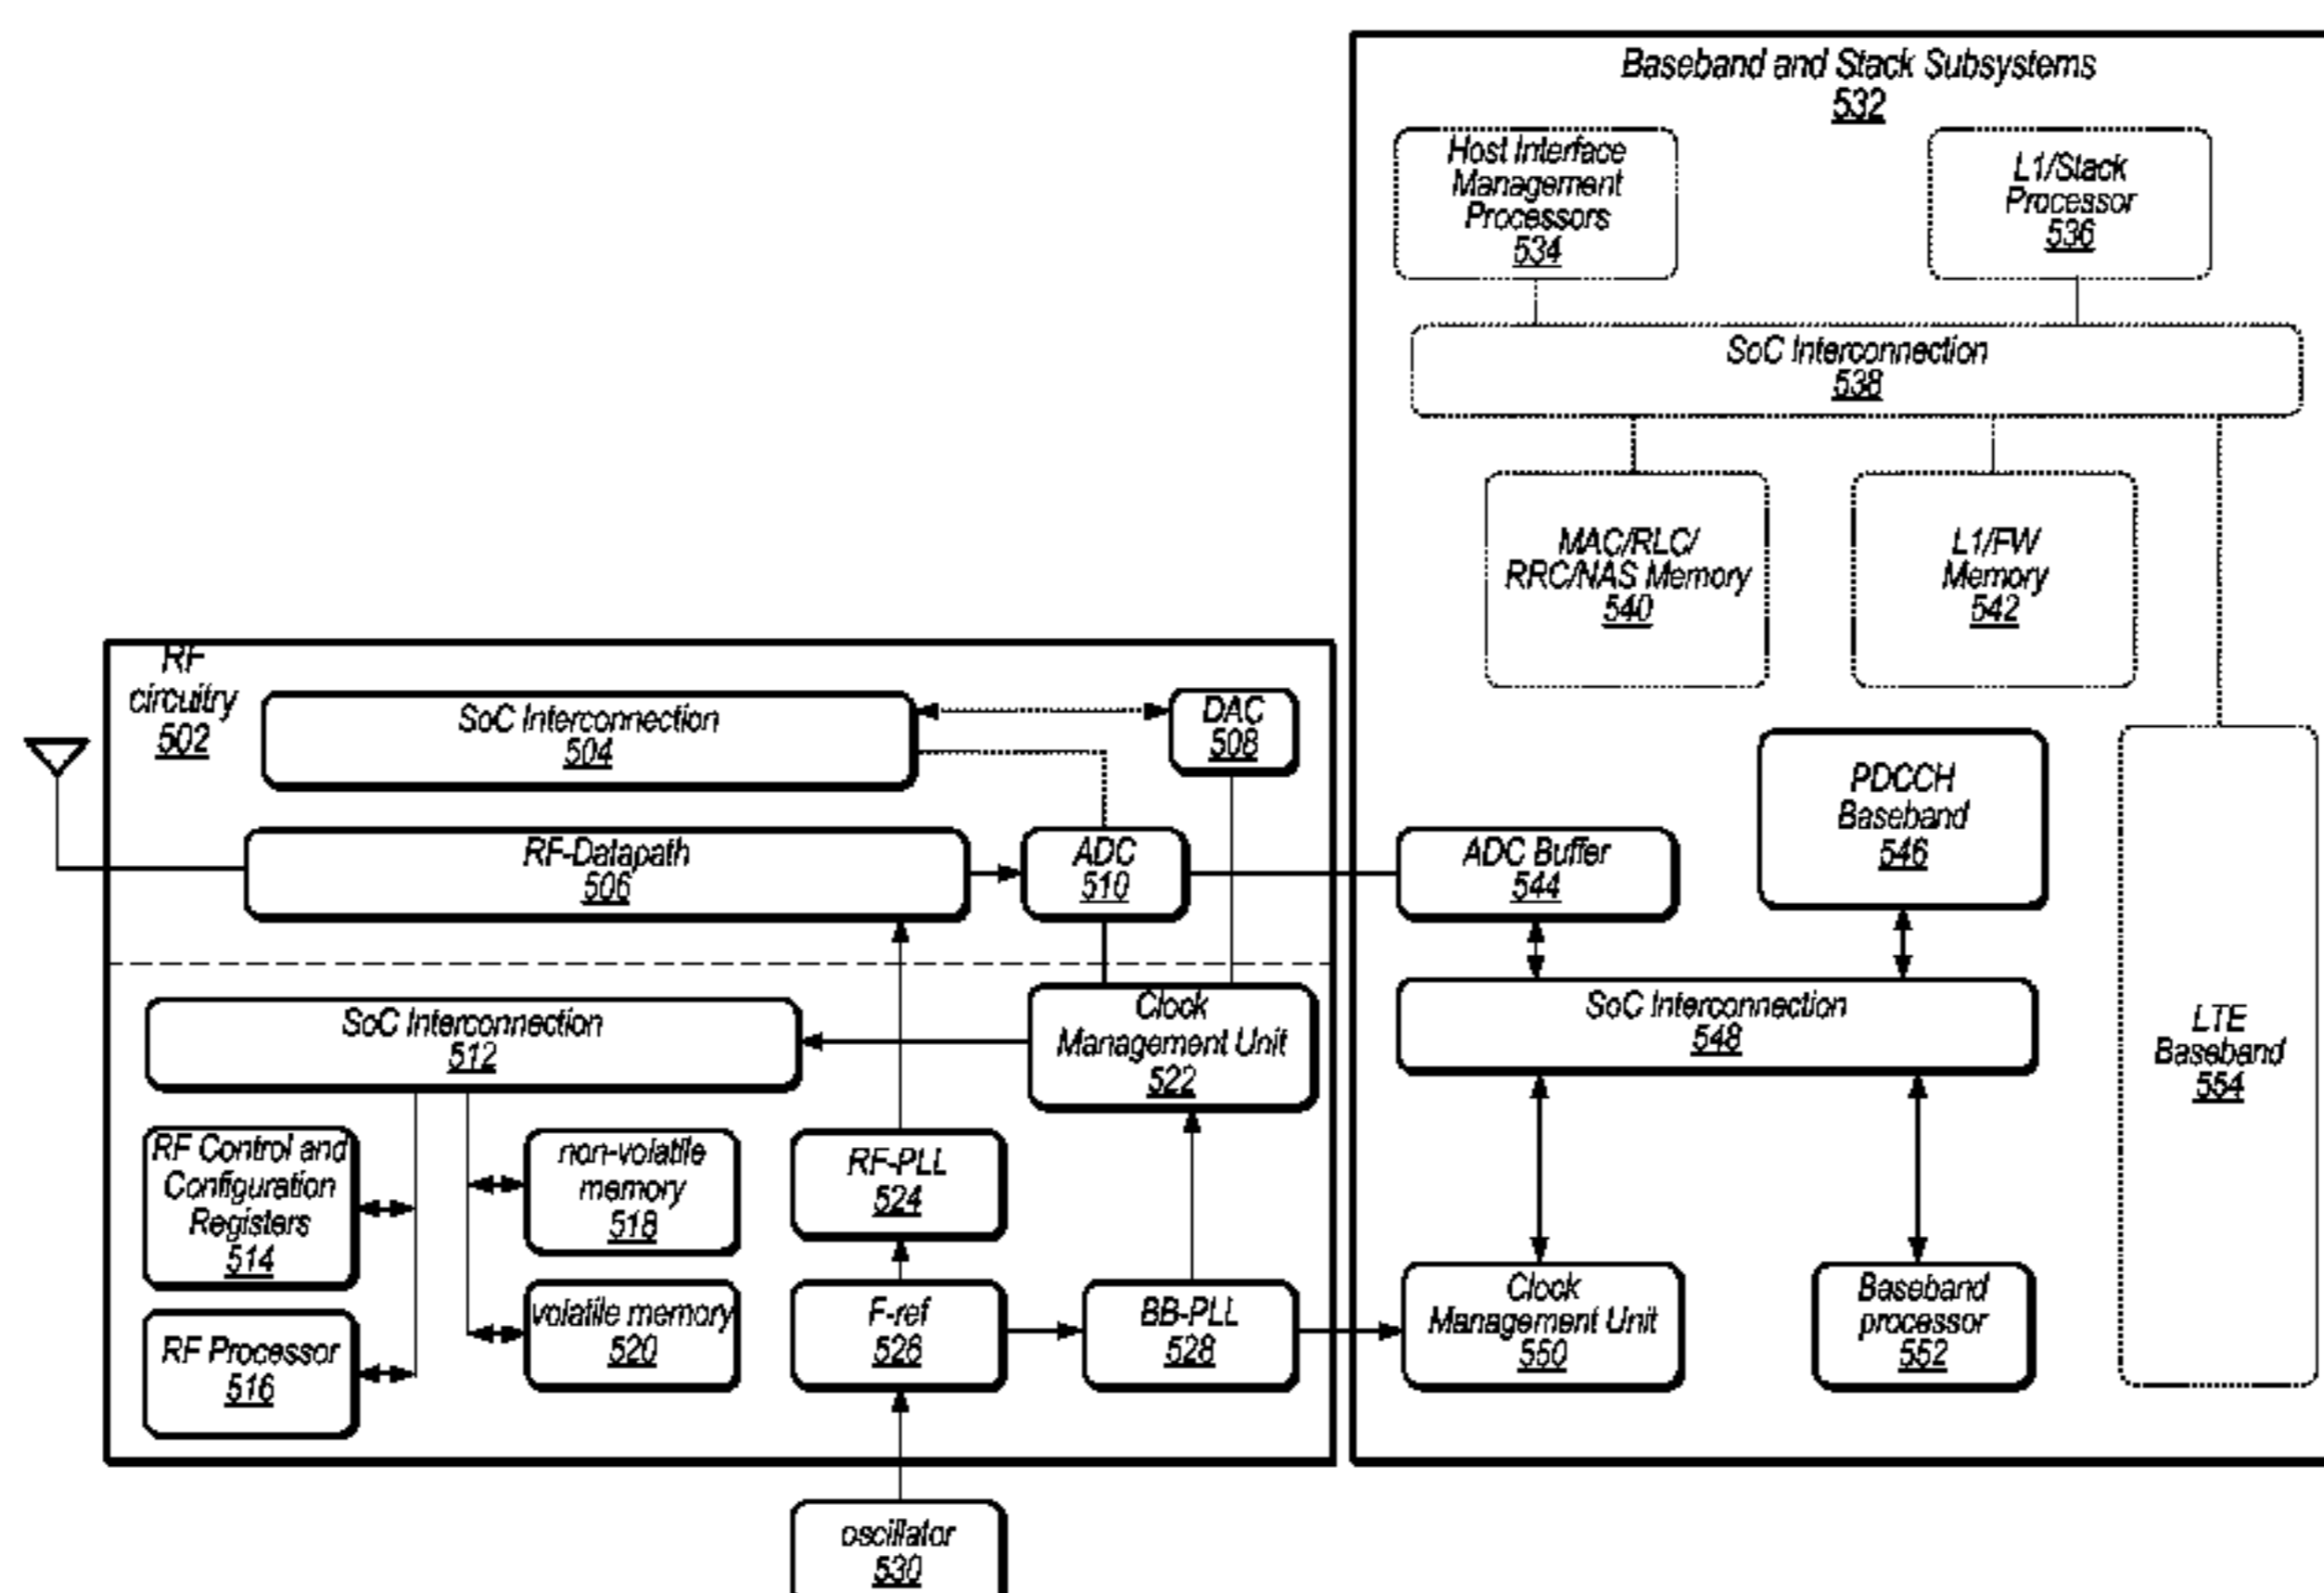 Baseband and Stack Subsystems
532
Host Interface
Management
Processors
534
L1/Stack
Processor
536
SoC Interconnection
538
MAC/RLC/
RRC/NAS Memory
540
L1/FW
Memory
542
RF
circuitry
502
SoC Interconnection
504
DAC
508
RF-Datapath
506
ADC
510
ADC Buffer
544
PDCCH
Baseband
546
SoC Interconnection
512
Clock
Management Unit
522
SoC Interconnection
548
LTE
Baseband
554
RF Control and
Configuration
Registers
514
non-volatile
memory
518
RF-PLL
524
RF Processor
516
volatile memory
520
F-ref
526
BB-PLL
528
Clock
Management Unit
550
Baseband
processor
552
oscillator
530